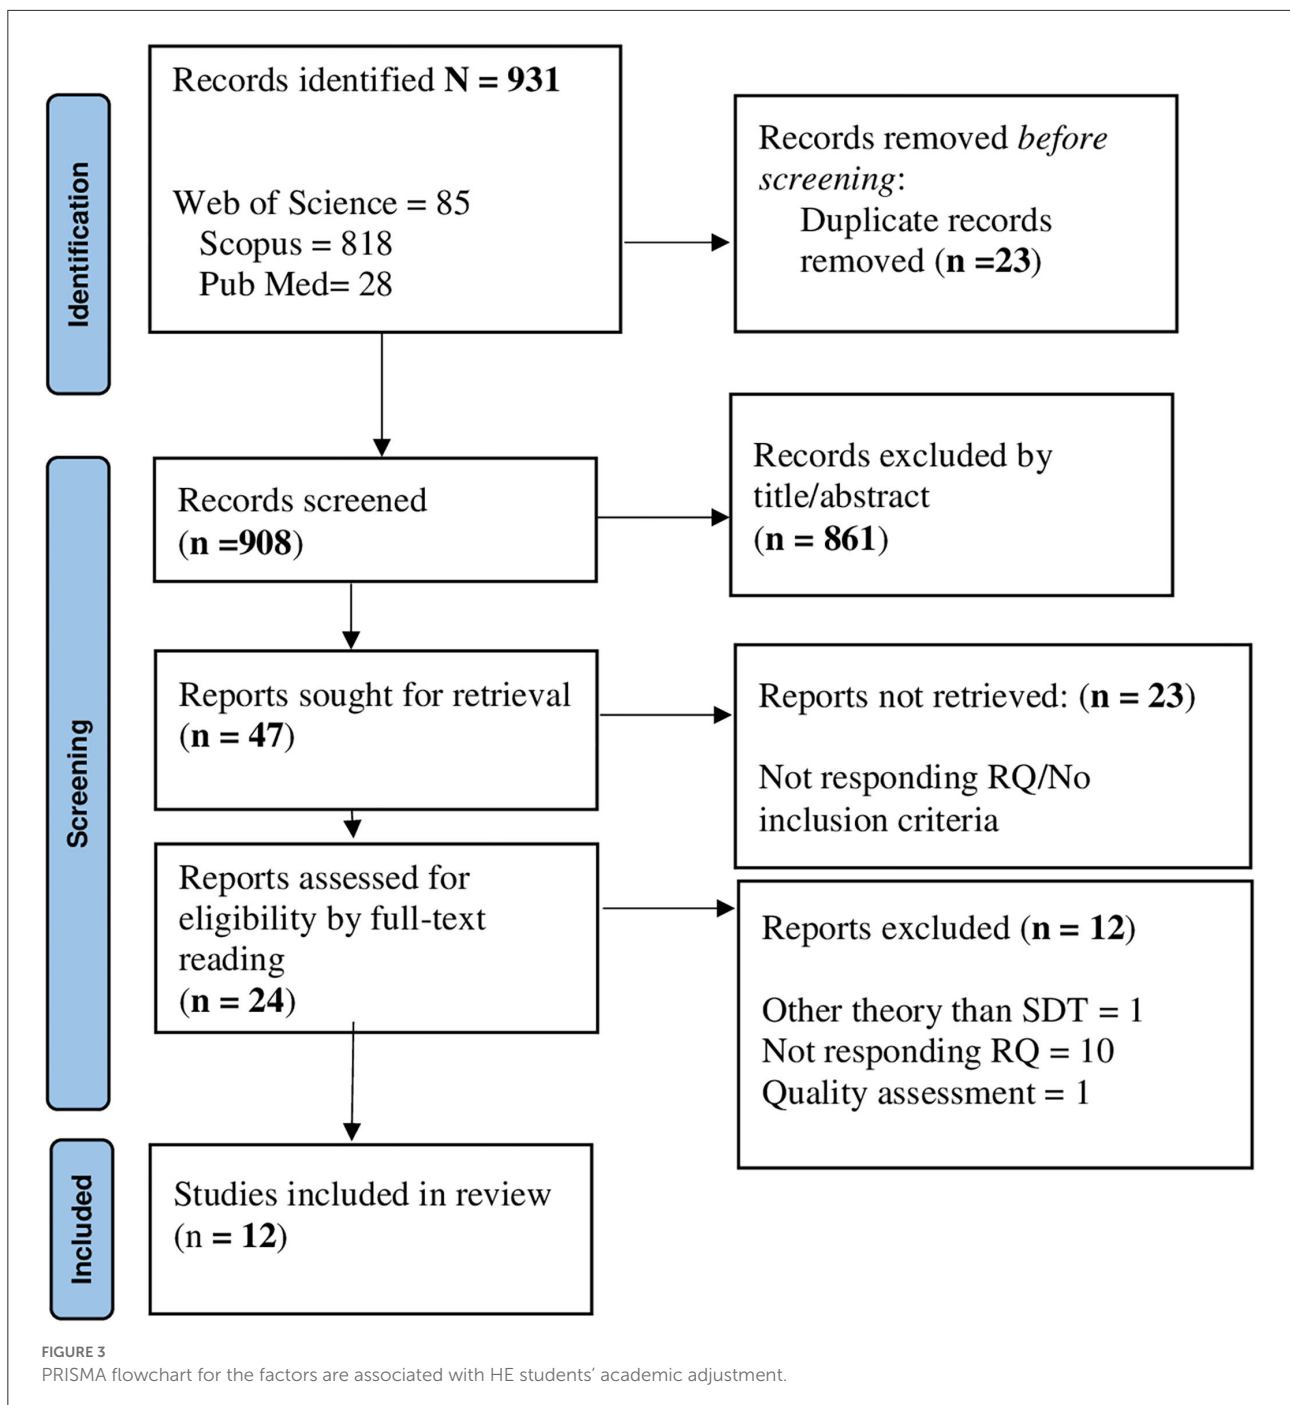 Identification
Records identified N = 931
Web of Science = 85
Scopus = 818
Pub Med= 28
Records removed before
screening:
Duplicate records
removed (n =23)
Screening
Records screened
(n =908)
Records excluded by
title/abstract
(n = 861)
Reports sought for retrieval
(n = 47)
Reports not retrieved: (n = 23)
Not responding RQ/No
inclusion criteria
Reports assessed for
eligibility by full-text
reading
(n = 24)
Reports excluded (n = 12)
Other theory than SDT = 1
Not responding RQ = 10
Quality assessment = 1
Included
Studies included in review
(n = 12)
FIGURE 3
PRISMA flowchart for the factors are associated with HE students’ academic adjustment.